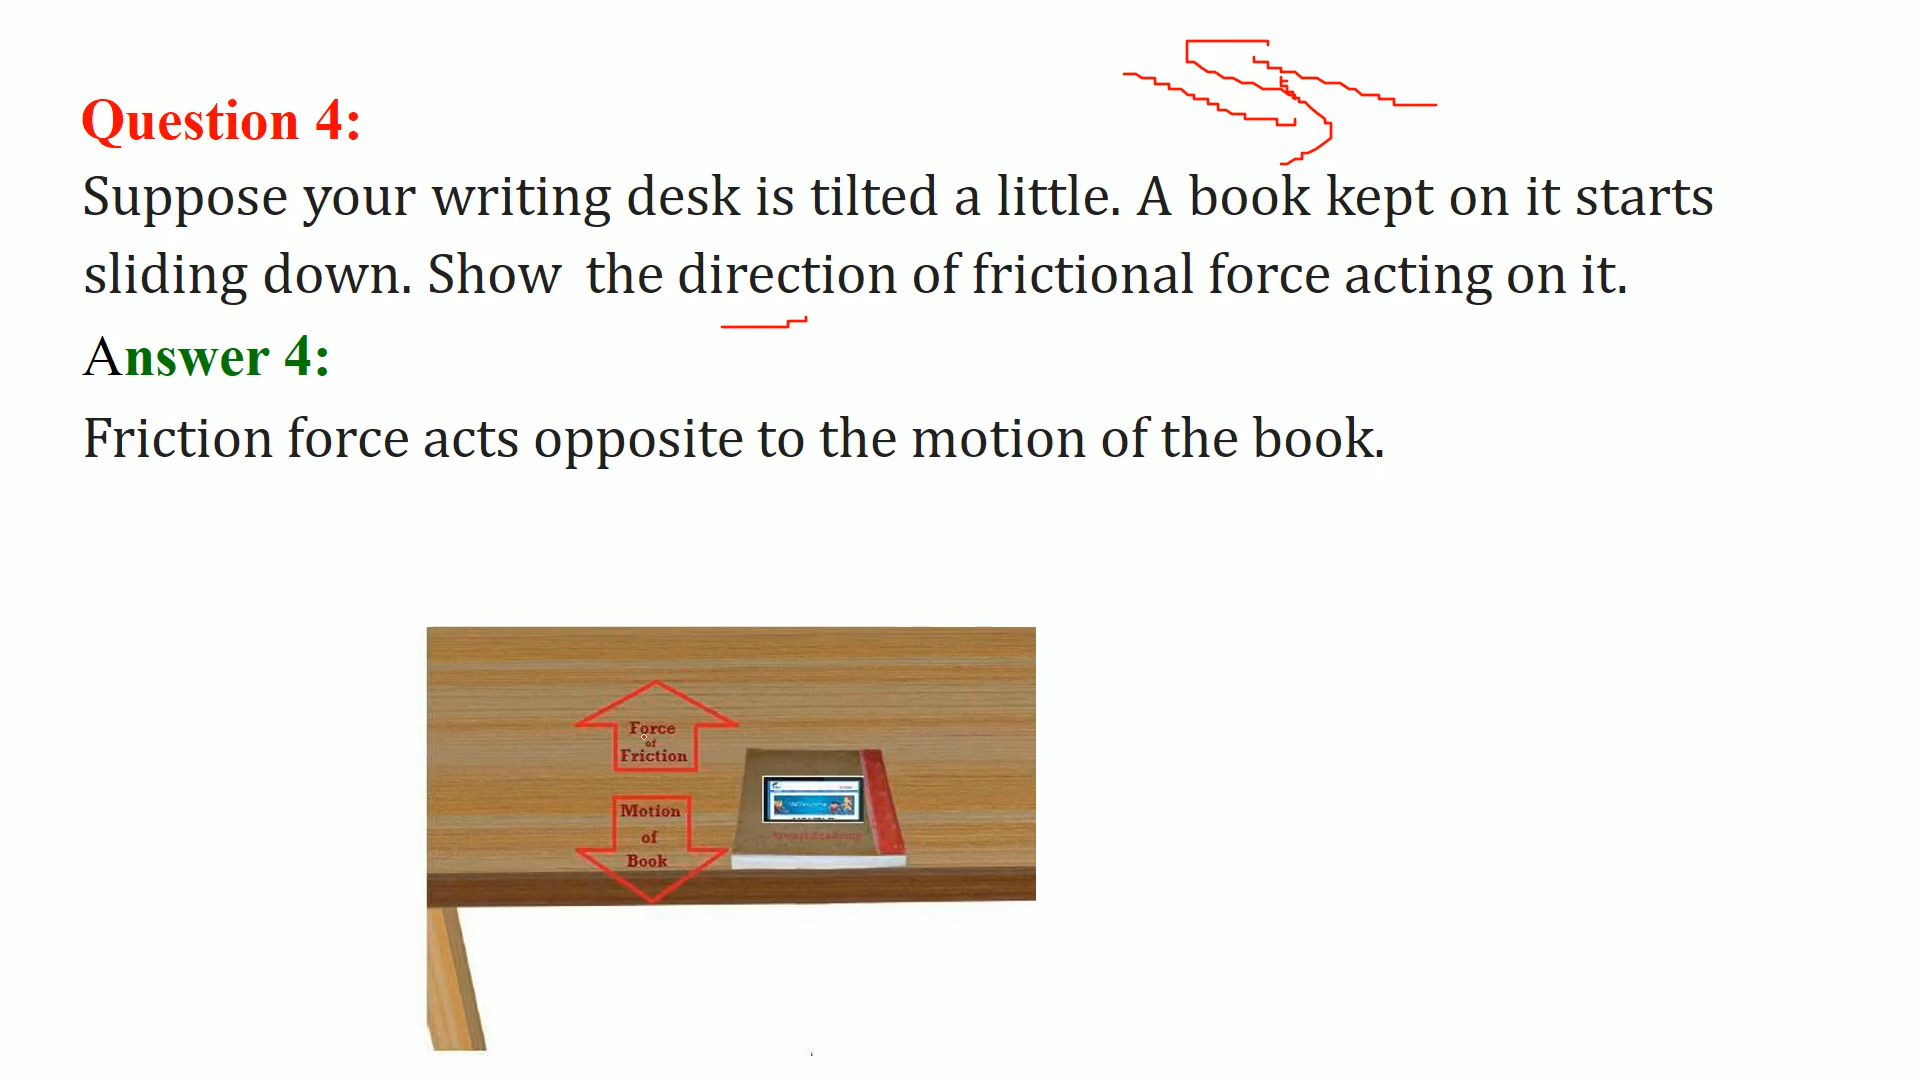 Question 4:
Suppose your writing desk is tilted a little. A book kept on it starts
sliding down. Show the direction of frictional force acting on it.
Answer 4:
Friction force acts opposite to the motion of the book.
Force
of
Friction
Motion
of
Book